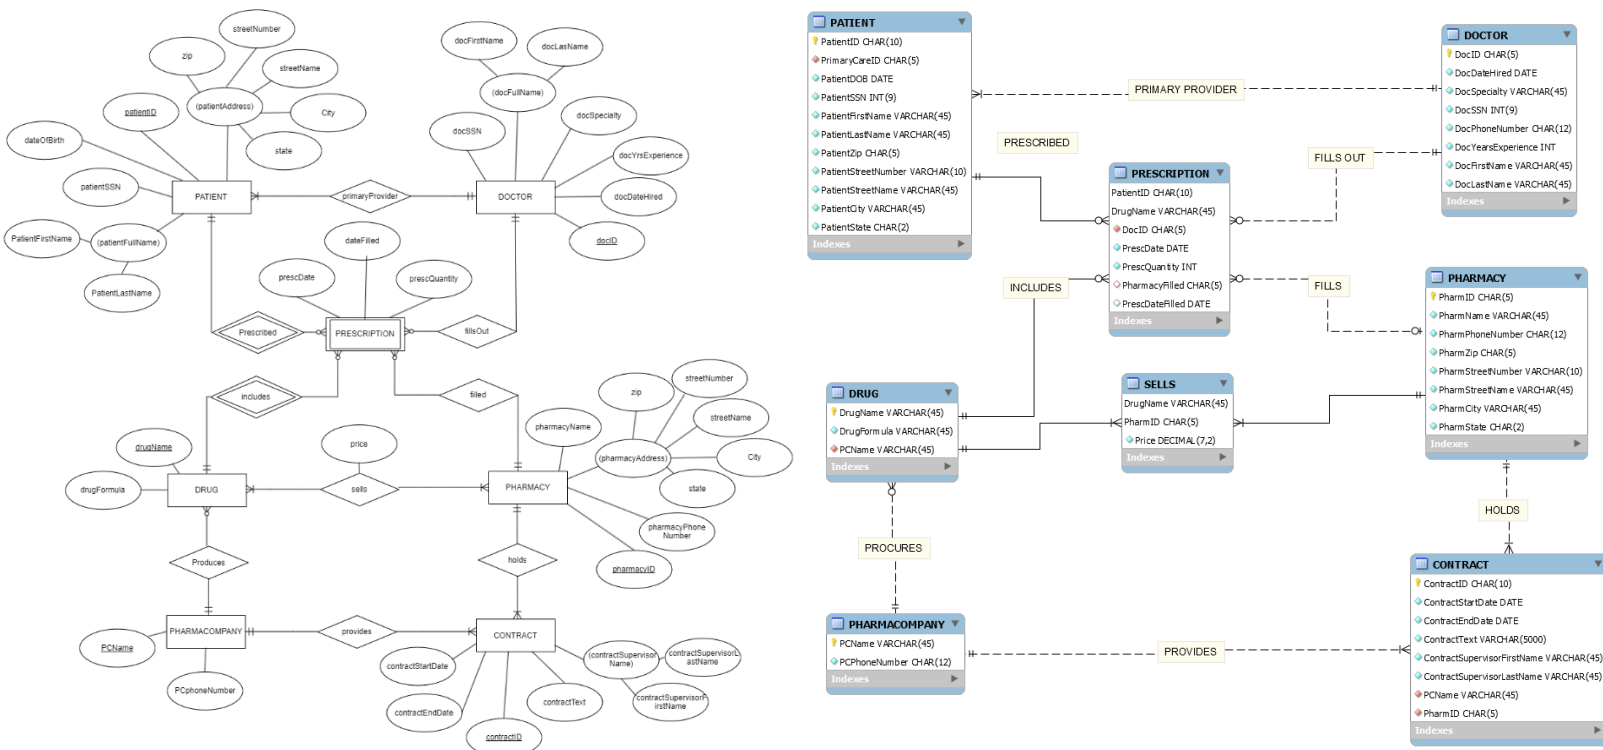 streetNumber
zip
streetName
(patientAddress)
patientID
City
dateOfBirth
state
patientSSN
PATIENT
PatientFirstName
(patientFullName)
PatientLastName
primaryProvider
docFirstName
docLasName
(docFullName)
docSSN
docSpecialty
docYrsExperience
DOCTOR
docDateHired
docID
dateFilled
prescDate
prescQuantity
Prescribed
PRESCRIPTION
fillsOut
includes
filled
zip
streetNumber
streetName
pharmacyName
(pharmacyAddress)
City
state
drugName
price
drugFormula
DRUG
sells
PHARMACY
pharmacyPhone
Number
pharmacyID
Produces
holds
PHARMACOMPANY
provides
CONTRACT
PCName
PCphoneNumber
contractStartDate
(contractSupervisor
Name)
contractSupervisorL
astName
contractSupervisorF
irstName
contractText
contractEndDate
contractID
PATIENT
PatientID CHAR(10)
PrimaryCareID CHAR(5)
PatientDOB DATE
PatientSSN INT(9)
PatientFirstName VARCHAR(45)
PatientLastName VARCHAR(45)
PatientZip CHAR(5)
PatientStreetNumber VARCHAR(10)
PatientStreetName VARCHAR(45)
PatientCity VARCHAR(45)
PatientState CHAR(2)
Indexes
PRIMARY PROVIDER
DOCTOR
DocID CHAR(5)
DocDateHired DATE
DocSpecialty VARCHAR(45)
DocSSN INT(9)
DocPhoneNumber CHAR(12)
DocYearsExperience INT
DocFirstName VARCHAR(45)
DocLastName VARCHAR(45)
Indexes
PRESCRIBED
FILLS OUT
PRESCRIPTION
PatientID CHAR(10)
DrugName VARCHAR(45)
DocID CHAR(5)
PrescDate DATE
PrescQuantity INT
PharmacyFilled CHAR(5)
PrescDateFilled DATE
Indexes
INCLUDES
FILLS
PHARMACY
PharmID CHAR(5)
PharmName VARCHAR(45)
PharmPhoneNumber CHAR(12)
PharmZip CHAR(5)
PharmStreetNumber VARCHAR(10)
PharmStreetName VARCHAR(45)
PharmCity VARCHAR(45)
PharmState CHAR(2)
Indexes
DRUG
DrugName VARCHAR(45)
DrugFormula VARCHAR(45)
PCName VARCHAR(45)
Indexes
SELLS
DrugName VARCHAR(45)
PharmID CHAR(5)
Price DECIMAL(7,2)
Indexes
HOLDS
PROCURES
PHARMACOMPANY
PCName VARCHAR(45)
PCPhoneNumber CHAR(12)
Indexes
PROVIDES
CONTRACT
ContractID CHAR(10)
ContractStartDate DATE
ContractEndDate DATE
ContractText VARCHAR(5000)
ContractSupervisorFirstName VARCHAR(45)
ContractSupervisorLastName VARCHAR(45)
PCName VARCHAR(45)
PharmID CHAR(5)
Indexes